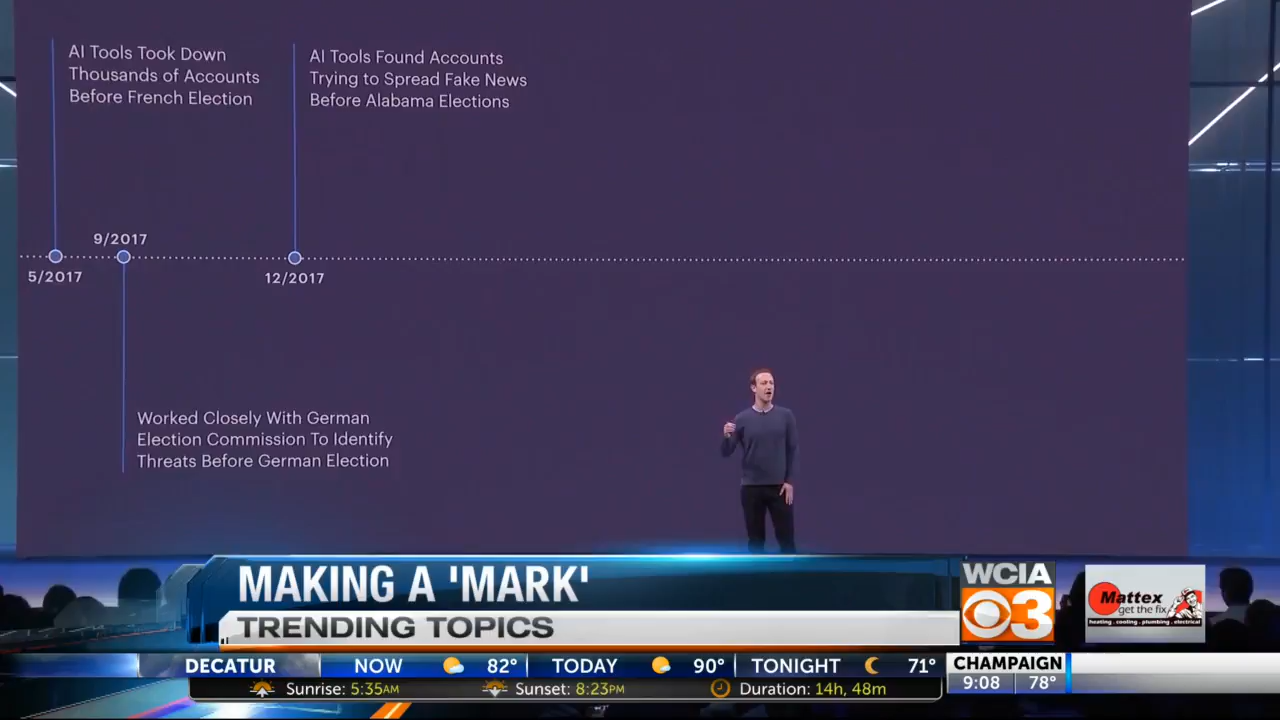 AI Tools Took Down
Thousands of Accounts
Before French Election
AI Tools Found Accounts
Trying to Spread Fake News
Before Alabama Elections
9/2017
5/2017
12/2017
Worked Closely With German
Election Commission To Identify
Threats Before German Election
MAKING A 'MARK'
TRENDING TOPICS
WCIA
3
Mattex
get the fix
heating . cooling . plumbing . electrical
DECATUR NOW 82° TODAY 90° TONIGHT 71°
Sunrise: 5:35AM Sunset: 8:23PM Duration: 14h, 48m
CHAMPAIGN
9:08 78°